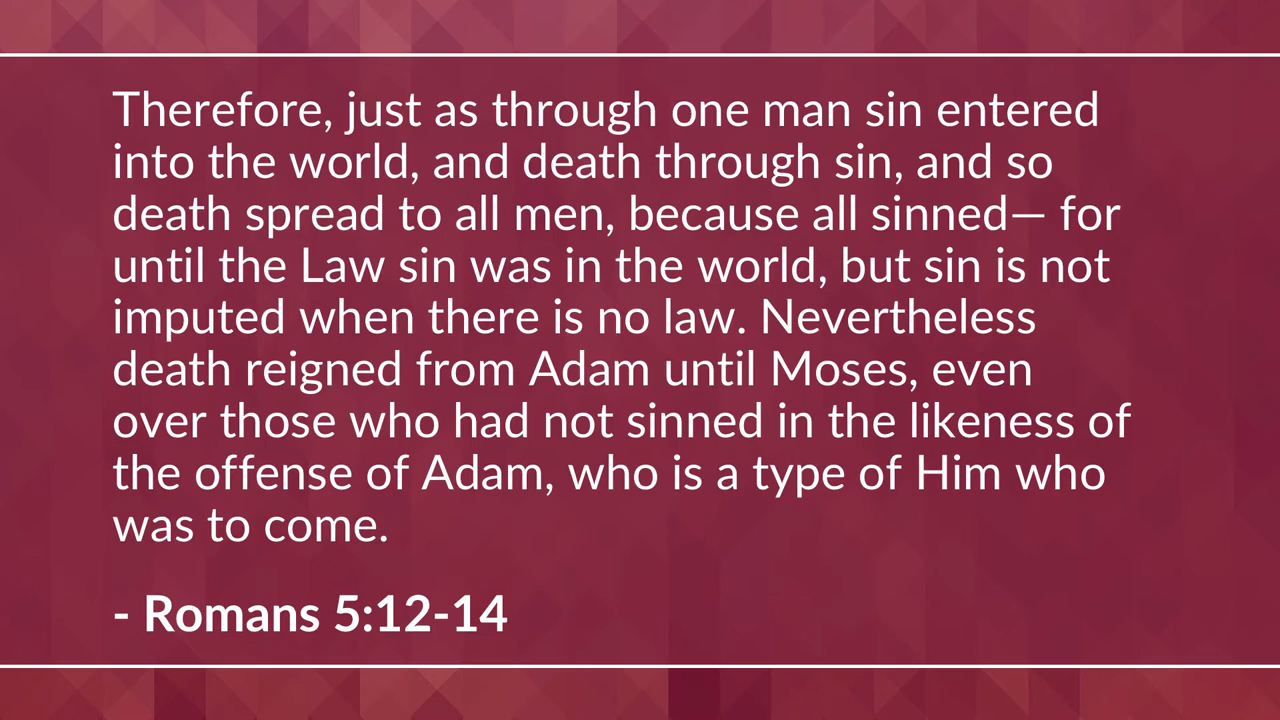 Therefore, just as through one man sin entered
into the world, and death through sin, and so
death spread to all men, because all sinned— for
until the Law sin was in the world, but sin is not
imputed when there is no law. Nevertheless
death reigned from Adam until Moses, even
over those who had not sinned in the likeness of
the offense of Adam, who is a type of Him who
was to come.
- Romans 5:12-14